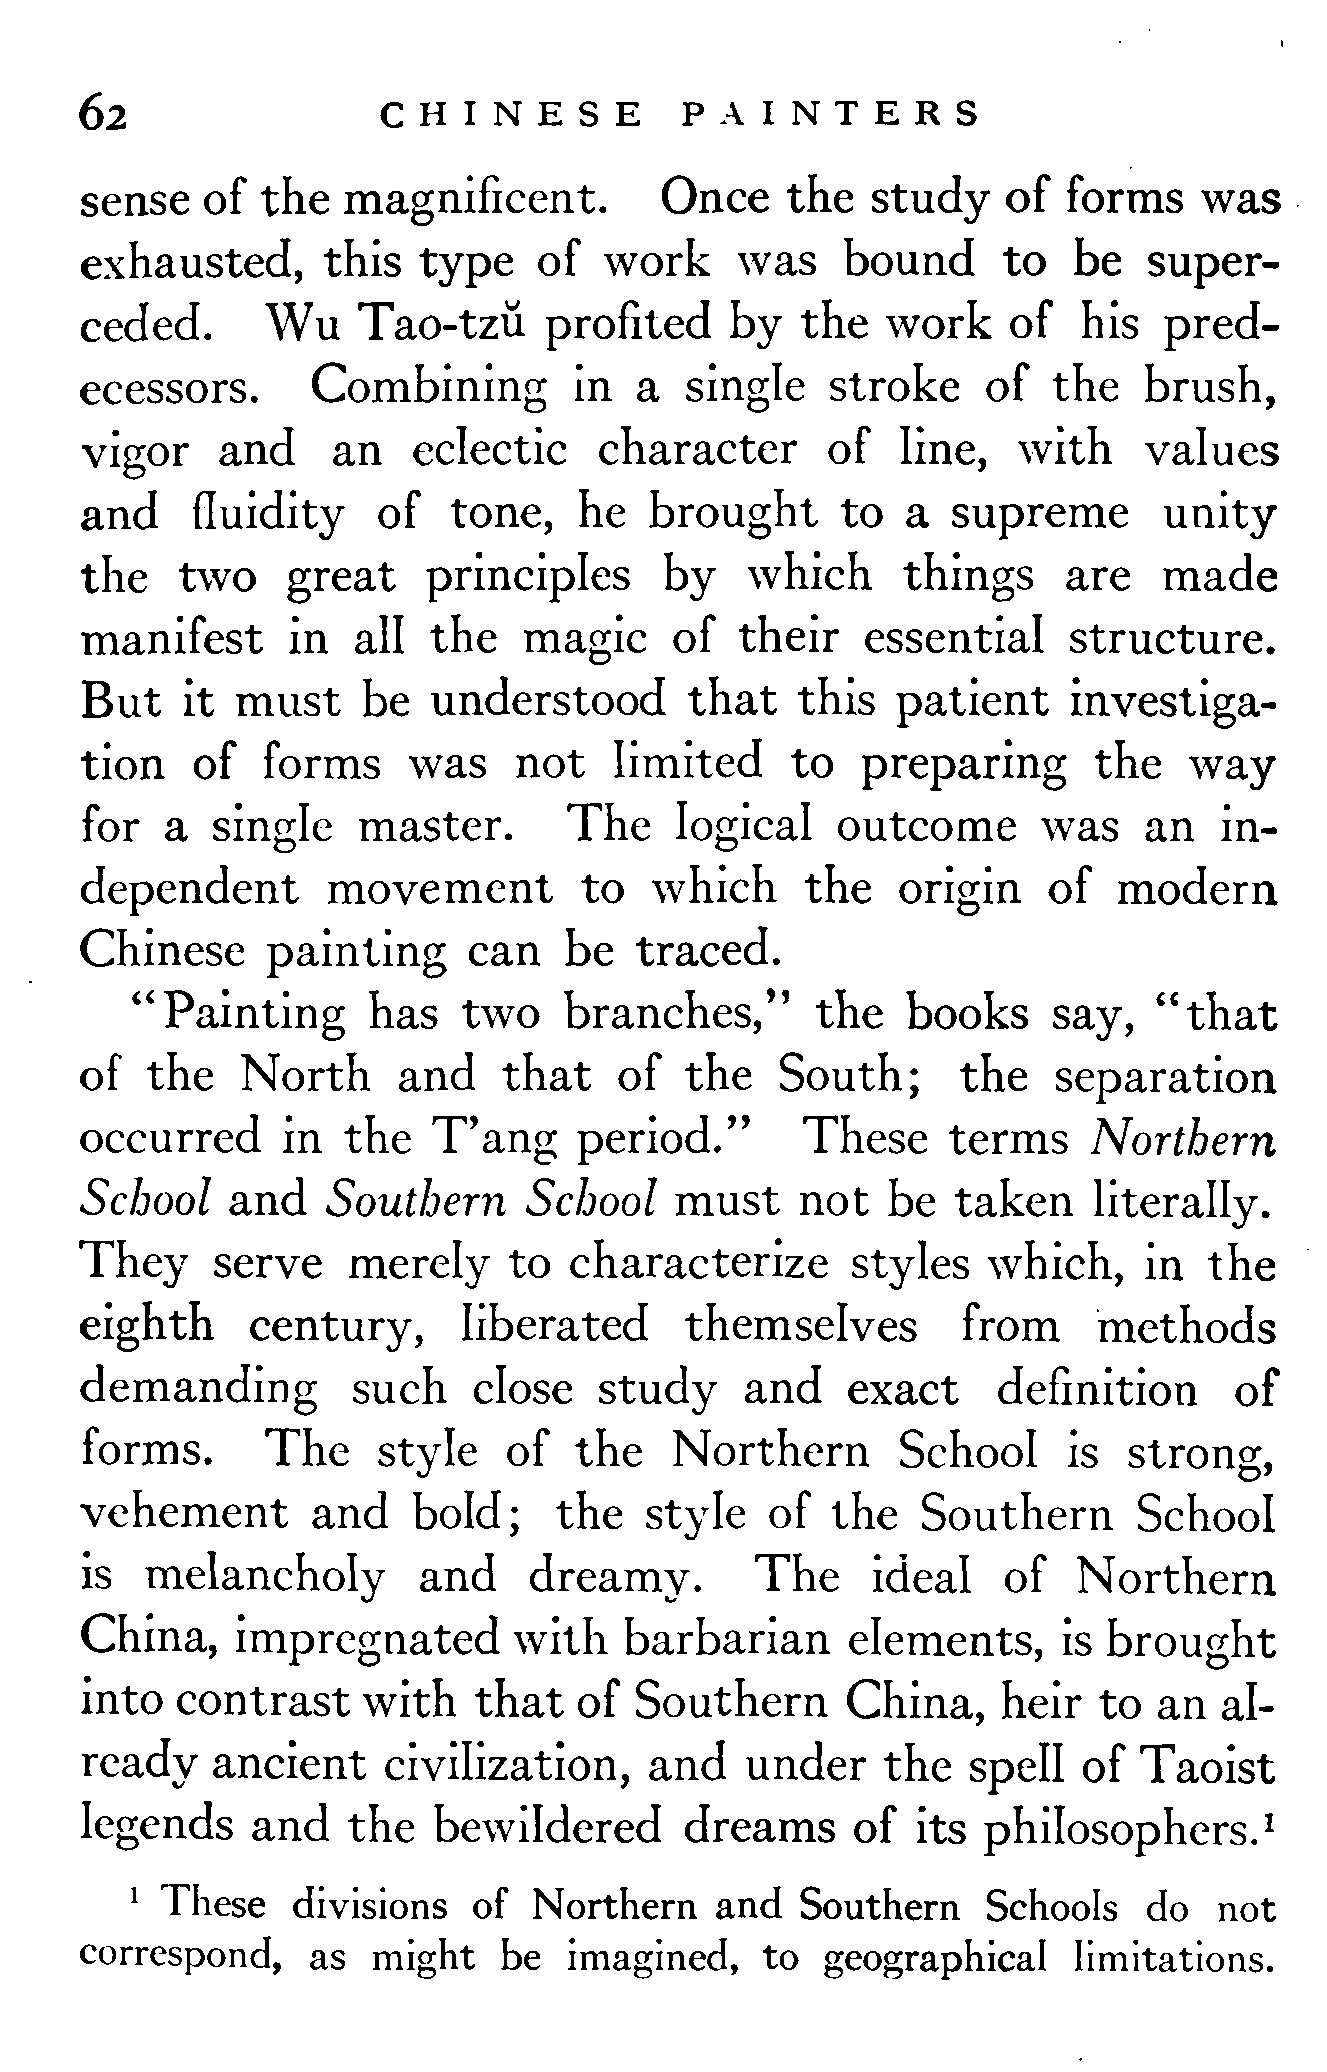 62 CHINESE PAINTERS
sense of the magnificent. Once the study of forms was
exhausted, this type of work was bound to be super-
ceded. Wu Tao-tzŭ profited by the work of his pred-
ecessors. Combining in a single stroke of the brush,
vigor and an eclectic character of line, with values
and fluidity of tone, he brought to a supreme unity
the two great principles by which things are made
manifest in all the magic of their essential structure.
But it must be understood that this patient investiga-
tion of forms was not limited to preparing the way
for a single master. The logical outcome was an in-
dependent movement to which the origin of modern
Chinese painting can be traced.
“Painting has two branches,” the books say, “that
of the North and that of the South; the separation
occurred in the T’ang period.” These terms Northern
School and Southern School must not be taken literally.
They serve merely to characterize styles which, in the
eighth century, liberated themselves from methods
demanding such close study and exact definition of
forms. The style of the Northern School is strong,
vehement and bold; the style of the Southern School
is melancholy and dreamy. The ideal of Northern
China, impregnated with barbarian elements, is brought
into contrast with that of Southern China, heir to an al-
ready ancient civilization, and under the spell of Taoist
legends and the bewildered dreams of its philosophers.¹
¹ These divisions of Northern and Southern Schools do not
correspond, as might be imagined, to geographical limitations.